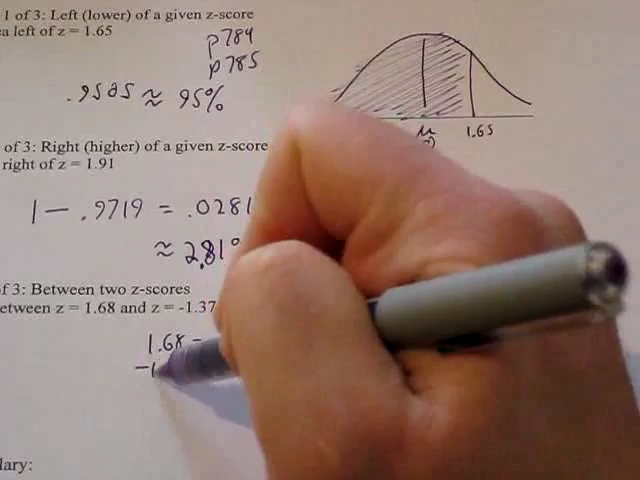 1 of 3: Left (lower) of a given z-score
a left of z = 1.65
p784
p785
.9505 ≈ 95%
μ 1.65
of 3: Right (higher) of a given z-score
right of z = 1.91
1 - .9719 = .0281
≈ 2.81%
of 3: Between two z-scores
etween z = 1.68 and z = -1.37
1.68 -
-1
lary: